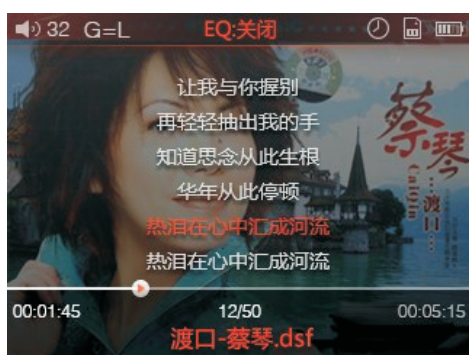 32 G=L EQ:关闭
让我与你握别
再轻轻抽出我的手
知道思念从此生根
华年从此停顿
热泪在心中汇成河流
热泪在心中汇成河流
蔡琴
CaiQin
...渡口...
00:01:45 12/50 00:05:15
渡口-蔡琴.dsf